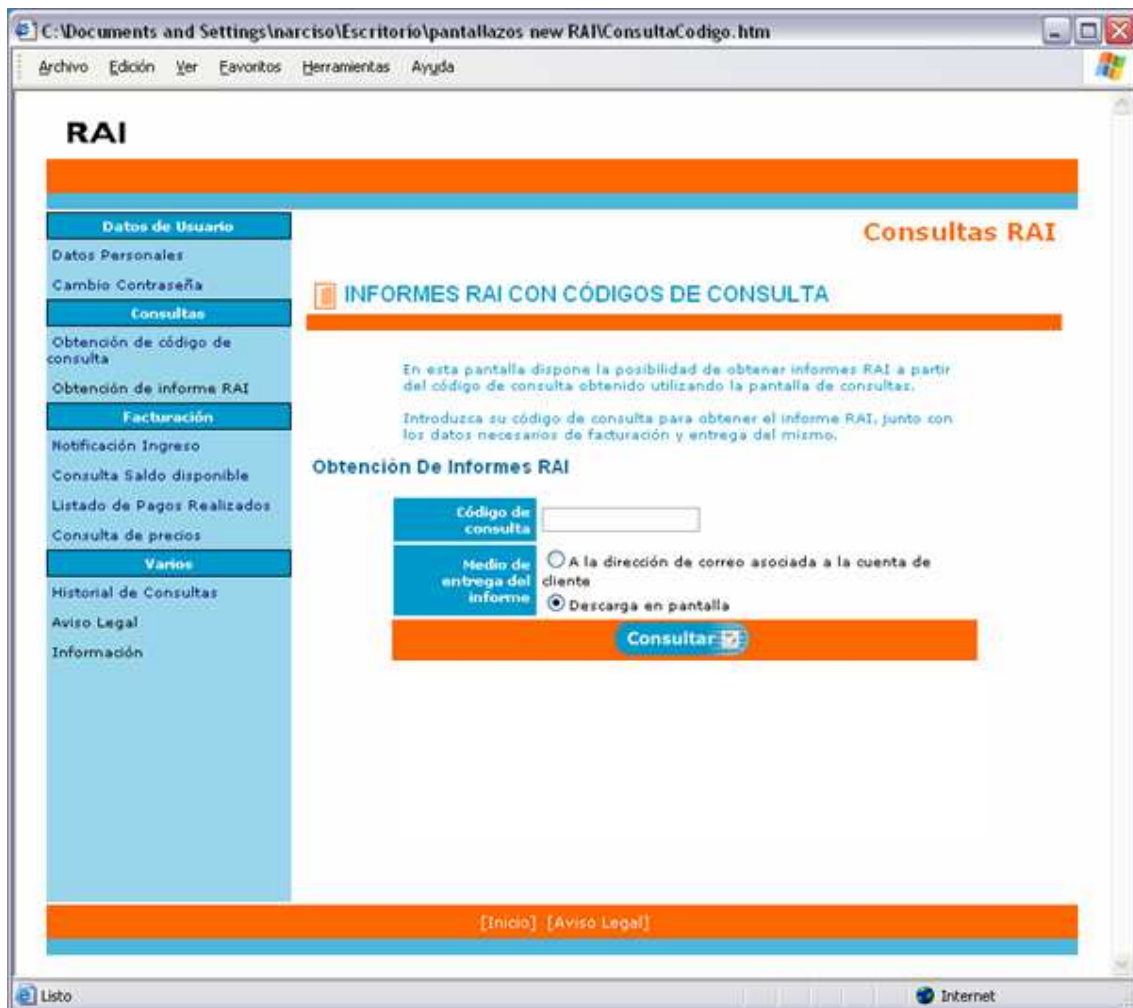 C:\Documents and Settings\narciso\Escritorio\pantallazos new RAI\ConsultaCodigo.htm
Archivo Edición Ver Favoritos Herramientas Ayuda
RAI
Datos de Usuario
Datos Personales
Cambio Contraseña
Consultas
Obtención de código de
consulta
Obtención de informe RAI
Facturación
Notificación Ingreso
Consulta Saldo disponible
Listado de Pagos Realizados
Consulta de precios
Varios
Historial de Consultas
Aviso Legal
Información
Consultas RAI
INFORMES RAI CON CÓDIGOS DE CONSULTA
En esta pantalla dispone la posibilidad de obtener informes RAI a partir
del código de consulta obtenido utilizando la pantalla de consultas.
Introduzca su código de consulta para obtener el informe RAI, junto con
los datos necesarios de facturación y entrega del mismo.
Obtención De Informes RAI
Código de
consulta
Medio de
entrega del
informe
A la dirección de correo asociada a la cuenta de
cliente
Descarga en pantalla
Consultar
[Inicio] [Aviso Legal]
Listo
Internet